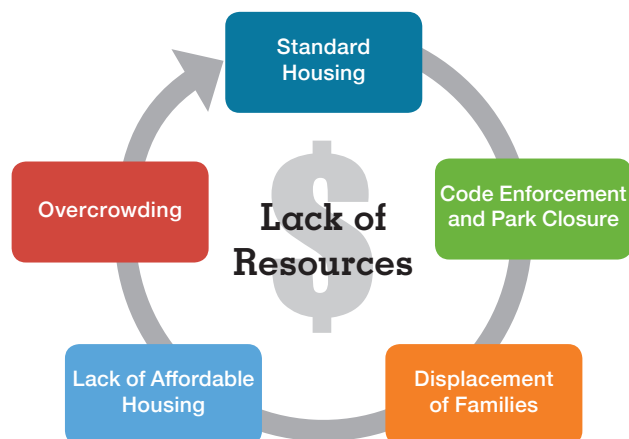 Standard
Housing
Code Enforcement
and Park Closure
Displacement
of Families
Lack of Affordable
Housing
Overcrowding
$
Lack of
Resources